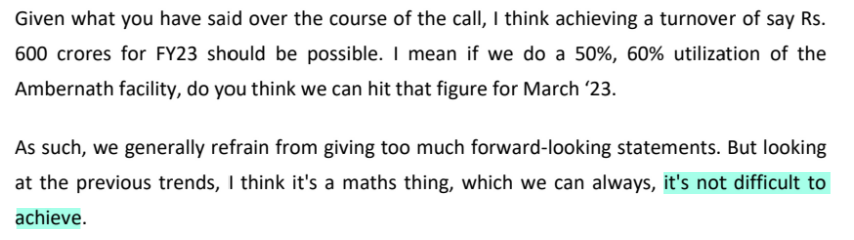 Given what you have said over the course of the call, I think achieving a turnover of say Rs.
600 crores for FY23 should be possible. I mean if we do a 50%, 60% utilization of the
Ambernath facility, do you think we can hit that figure for March ‘23.
As such, we generally refrain from giving too much forward-looking statements. But looking
at the previous trends, I think it's a maths thing, which we can always, it's not difficult to
achieve.